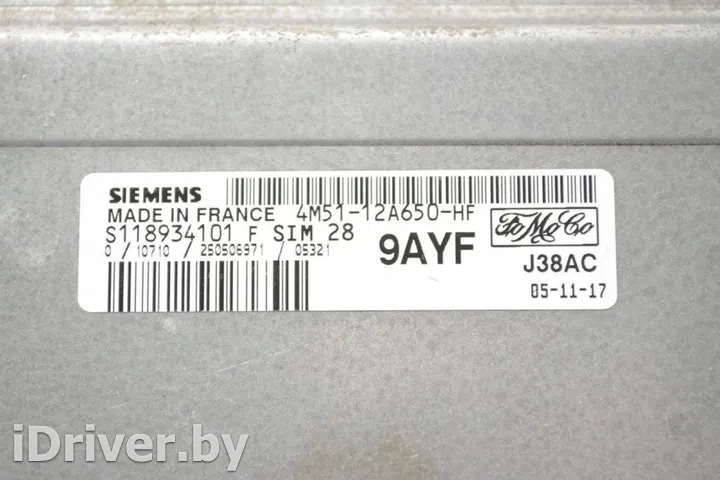 SIEMENS
MADE IN FRANCE 4M51-12A650-HF
S118934101 F SIM 28
0 / 10710 / 250506971 / 05321
9AYF
FoMoCo
J38AC
05-11-17
iDriver.by